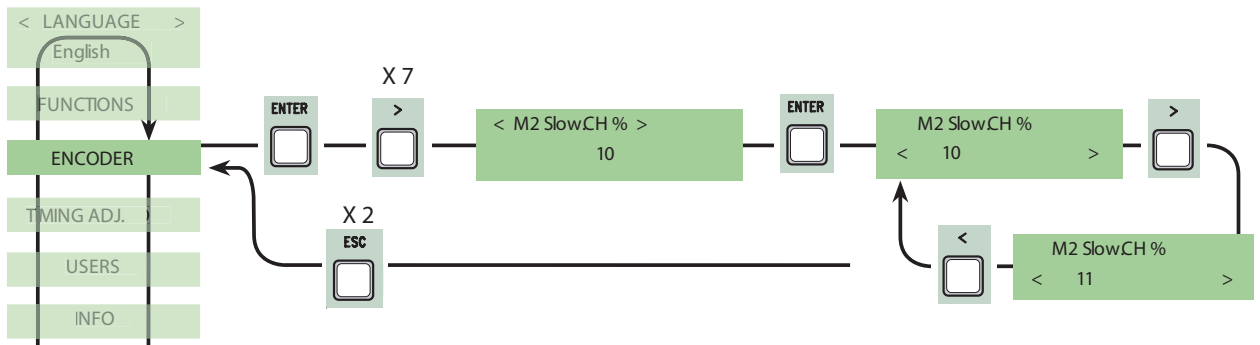 < LANGUAGE >
English
FUNCTIONS
ENCODER
TIMING ADJ.
USERS
INFO
ENTER
X 7
>
< M2 Slow.CH % >
10
ENTER
M2 Slow.CH %
< 10 >
>
X 2
ESC
<
M2 Slow.CH %
< 11 >